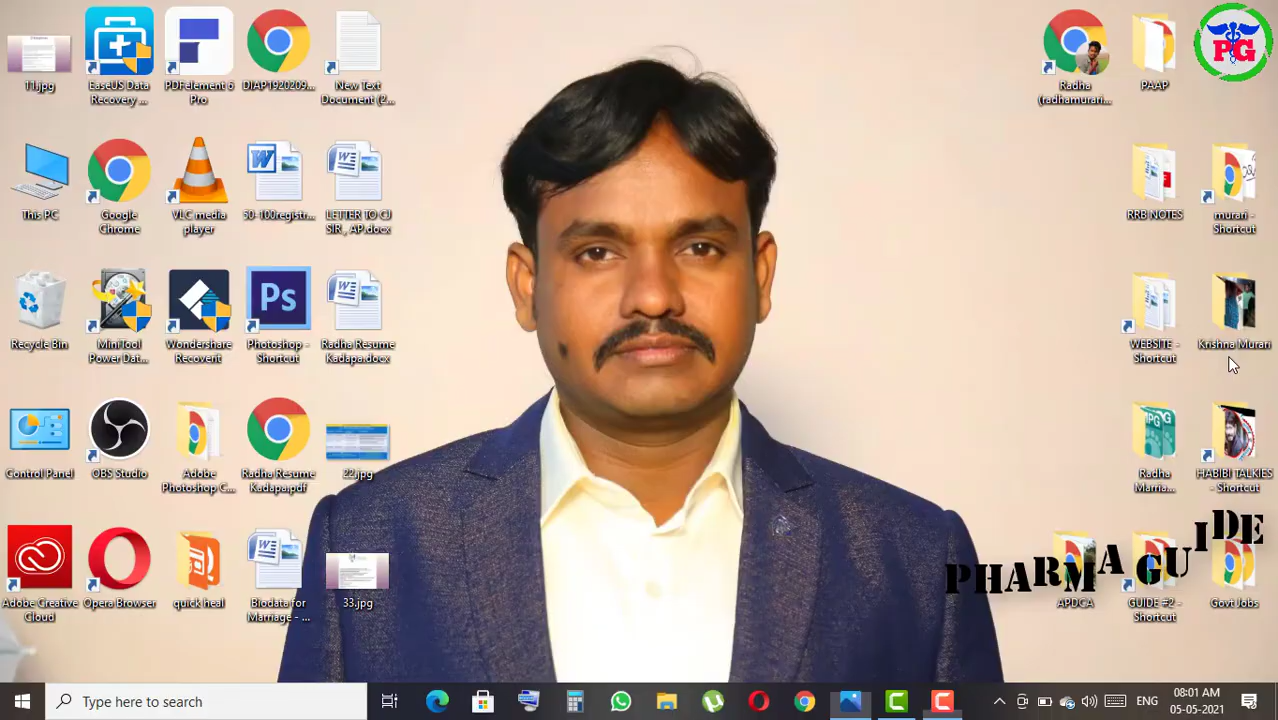 11.jpg
EaseUS Data
Recovery ...
PDFelement 6
Pro
DIAP1920209...
New Text
Document (2...
Radha
(radhamurari...
PAAP
PG
This PC
Google
Chrome
VLC media
player
50-100registr...
LETTER TO CJ
SIR , AP.docx
RRB NOTES
murari -
Shortcut
Recycle Bin
MiniTool
Power Dat...
Wondershare
Recoverit
Ps
Photoshop -
Shortcut
Radha Resume
Kadapa.docx
WEBSITE -
Shortcut
Krishna Murari
Control Panel
OBS Studio
Adobe
Photoshop C...
Radha Resume
Kadapa.pdf
22.jpg
Radha
Marria...
HABIBI TALKIES
- Shortcut
Adobe Creative
Cloud
Opera Browser
quick heal
Biodata for
Marriage - ...
33.jpg
PHARMA GUIDE
APDCA
GUIDE #2 -
Shortcut
Govt Jobs
Type here to search
ENG
08:01 AM
05-05-2021